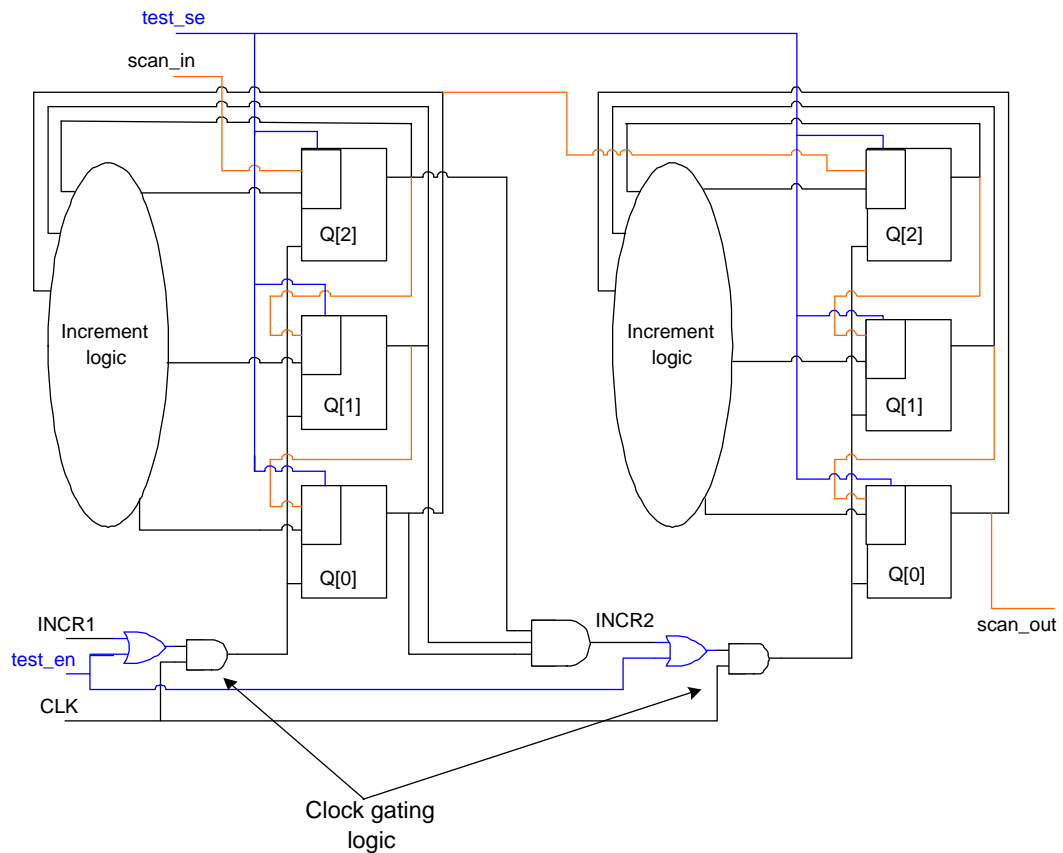 test_se
scan_in
Q[2]
Q[2]
Increment
logic
Increment
logic
Q[1]
Q[1]
Q[0]
Q[0]
INCR1
INCR2
scan_out
test_en
CLK
Clock gating
logic